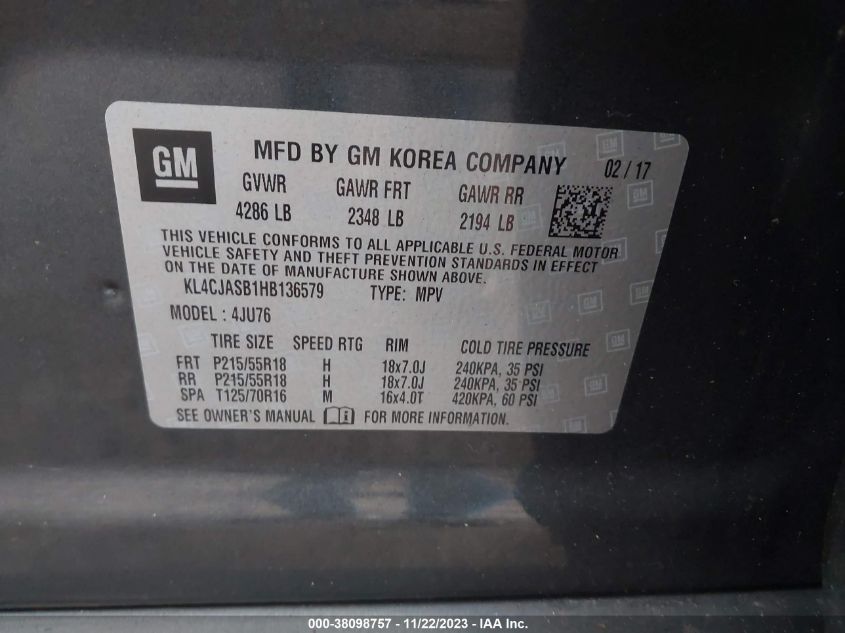 GM MFD BY GM KOREA COMPANY 02 / 17
GVWR GAWR FRT GAWR RR
4286 LB 2348 LB 2194 LB
THIS VEHICLE CONFORMS TO ALL APPLICABLE U.S. FEDERAL MOTOR
VEHICLE SAFETY AND THEFT PREVENTION STANDARDS IN EFFECT
ON THE DATE OF MANUFACTURE SHOWN ABOVE.
KL4CJASB1HB136579 TYPE: MPV
MODEL : 4JU76
TIRE SIZE SPEED RTG RIM COLD TIRE PRESSURE
FRT P215/55R18 H 18x7.0J 240KPA, 35 PSI
RR P215/55R18 H 18x7.0J 240KPA, 35 PSI
SPA T125/70R16 M 16x4.0T 420KPA, 60 PSI
SEE OWNER'S MANUAL FOR MORE INFORMATION.
000-38098757 - 11/22/2023 - IAA Inc.